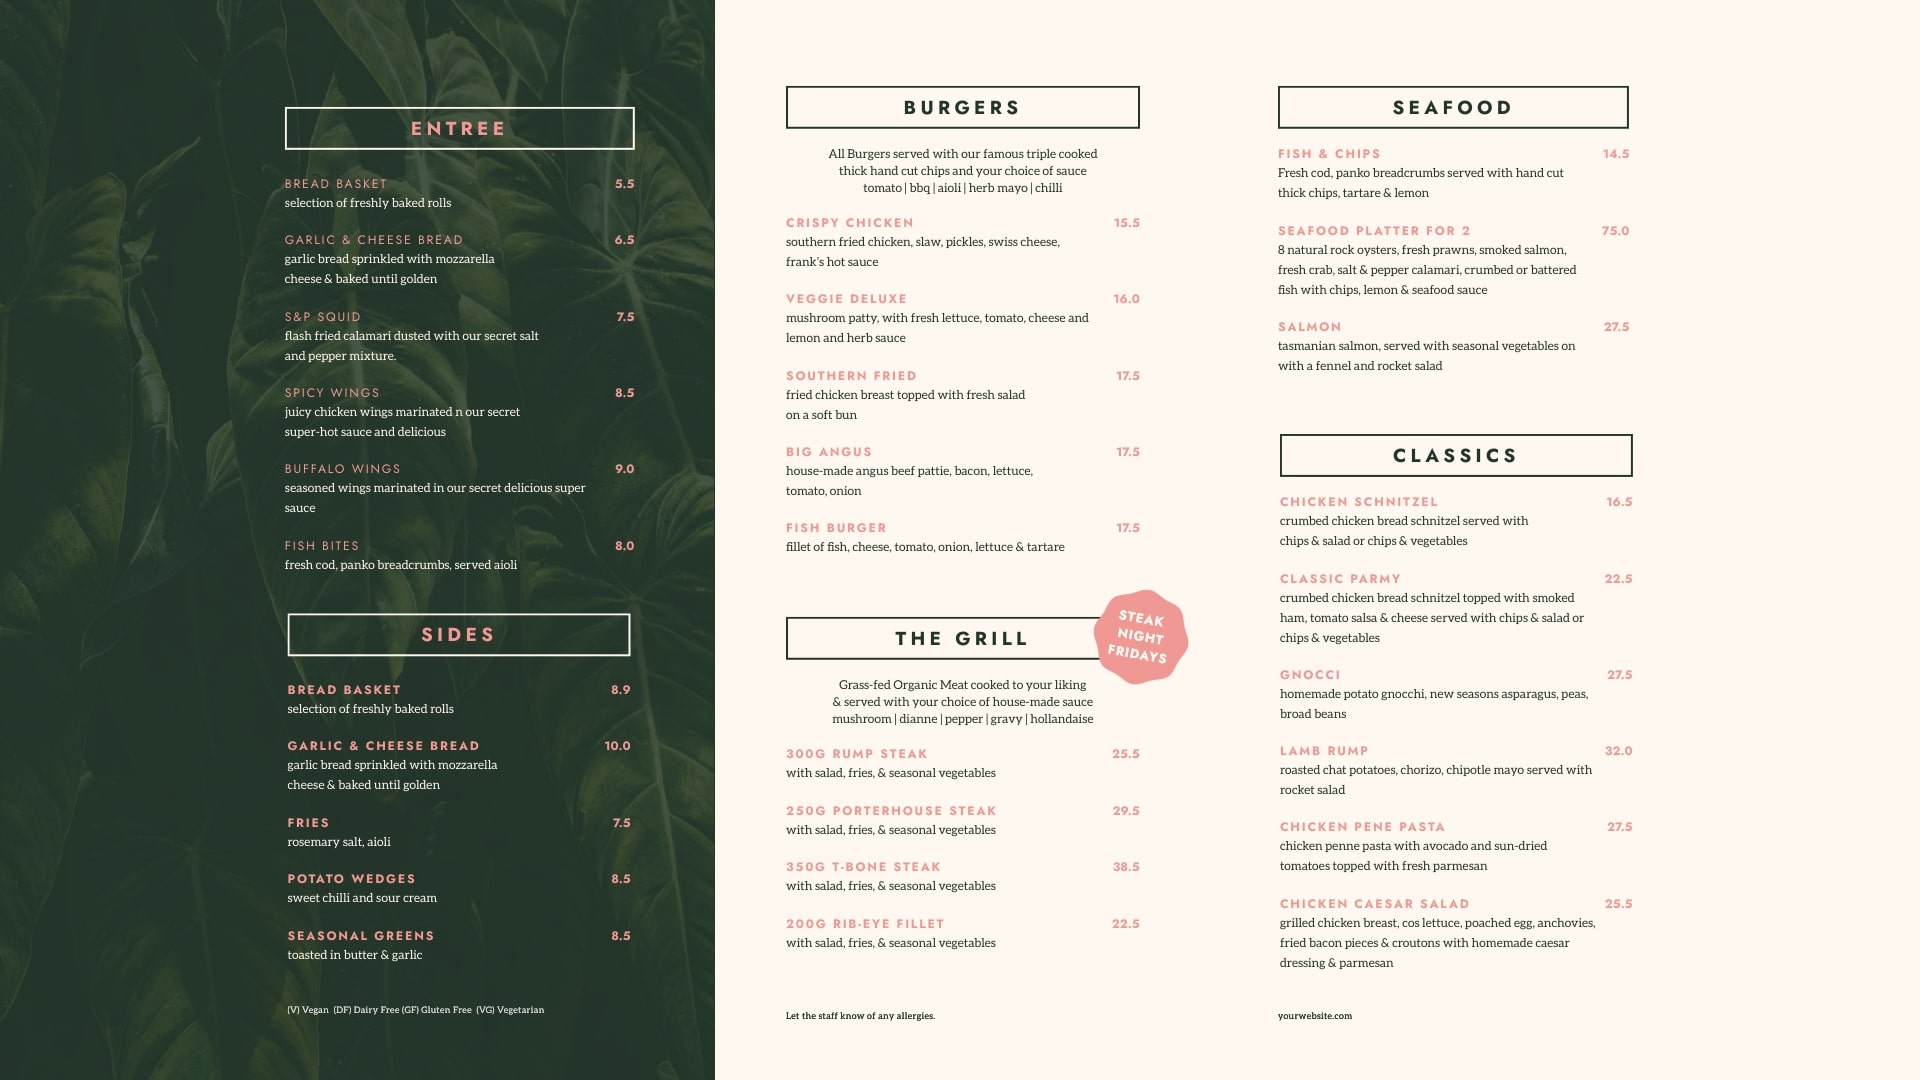 ENTREE
BREAD BASKET 5.5
selection of freshly baked rolls
GARLIC & CHEESE BREAD 6.5
garlic bread sprinkled with mozzarella
cheese & baked until golden
S&P SQUID 7.5
flash fried calamari dusted with our secret salt
and pepper mixture.
SPICY WINGS 8.5
juicy chicken wings marinated n our secret
super-hot sauce and delicious
BUFFALO WINGS 9.0
seasoned wings marinated in our secret delicious super
sauce
FISH BITES 8.0
fresh cod, panko breadcrumbs, served aioli
SIDES
BREAD BASKET 8.9
selection of freshly baked rolls
GARLIC & CHEESE BREAD 10.0
garlic bread sprinkled with mozzarella
cheese & baked until golden
FRIES 7.5
rosemary salt, aioli
POTATO WEDGES 8.5
sweet chilli and sour cream
SEASONAL GREENS 8.5
toasted in butter & garlic
(V) Vegan (DF) Dairy Free (GF) Gluten Free (VG) Vegetarian
BURGERS
All Burgers served with our famous triple cooked
thick hand cut chips and your choice of sauce
tomato | bbq | aioli | herb mayo | chilli
CRISPY CHICKEN 15.5
southern fried chicken, slaw, pickles, swiss cheese,
frank's hot sauce
VEGGIE DELUXE 16.0
mushroom patty, with fresh lettuce, tomato, cheese and
lemon and herb sauce
SOUTHERN FRIED 17.5
fried chicken breast topped with fresh salad
on a soft bun
BIG ANGUS 17.5
house-made angus beef pattie, bacon, lettuce,
tomato, onion
FISH BURGER 17.5
fillet of fish, cheese, tomato, onion, lettuce & tartare
THE GRILL
STEAK
NIGHT
FRIDAYS
Grass-fed Organic Meat cooked to your liking
& served with your choice of house-made sauce
mushroom | dianne | pepper | gravy | hollandaise
300G RUMP STEAK 25.5
with salad, fries, & seasonal vegetables
250G PORTERHOUSE STEAK 29.5
with salad, fries, & seasonal vegetables
350G T-BONE STEAK 38.5
with salad, fries, & seasonal vegetables
200G RIB-EYE FILLET 22.5
with salad, fries, & seasonal vegetables
Let the staff know of any allergies.
SEAFOOD
FISH & CHIPS 14.5
Fresh cod, panko breadcrumbs served with hand cut
thick chips, tartare & lemon
SEAFOOD PLATTER FOR 2 75.0
8 natural rock oysters, fresh prawns, smoked salmon,
fresh crab, salt & pepper calamari, crumbed or battered
fish with chips, lemon & seafood sauce
SALMON 27.5
tasmanian salmon, served with seasonal vegetables on
with a fennel and rocket salad
CLASSICS
CHICKEN SCHNITZEL 16.5
crumbed chicken bread schnitzel served with
chips & salad or chips & vegetables
CLASSIC PARMY 22.5
crumbed chicken bread schnitzel topped with smoked
ham, tomato salsa & cheese served with chips & salad or
chips & vegetables
GNOCCI 27.5
homemade potato gnocchi, new seasons asparagus, peas,
broad beans
LAMB RUMP 32.0
roasted chat potatoes, chorizo, chipotle mayo served with
rocket salad
CHICKEN PENE PASTA 27.5
chicken penne pasta with avocado and sun-dried
tomatoes topped with fresh parmesan
CHICKEN CAESAR SALAD 25.5
grilled chicken breast, cos lettuce, poached egg, anchovies,
fried bacon pieces & croutons with homemade caesar
dressing & parmesan
yourwebsite.com